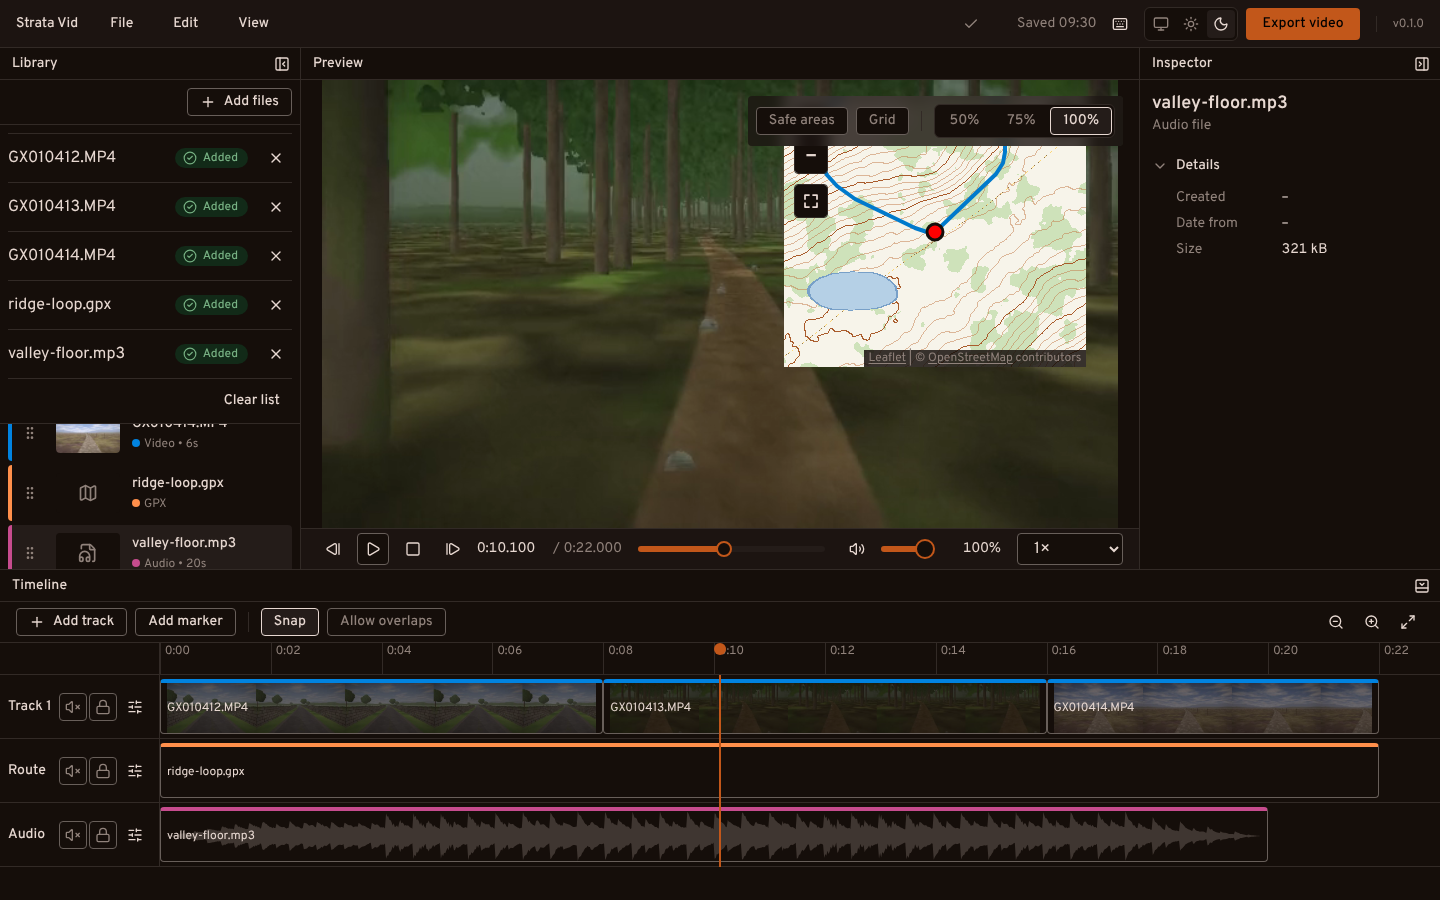 Strata Vid File Edit View Saved 09:30 Export video v0.1.0
Library
Add files
GX010412.MP4 Added
GX010413.MP4 Added
GX010414.MP4 Added
ridge-loop.gpx Added
valley-floor.mp3 Added
Clear list
GX010414.MP4
Video • 6s
ridge-loop.gpx
GPX
valley-floor.mp3
Audio • 20s
Preview
Safe areas Grid 50% 75% 100%
Leaflet | © OpenStreetMap contributors
0:10.100 / 0:22.000 100% 1×
Inspector
valley-floor.mp3
Audio file
Details
Created –
Date from –
Size 321 kB
Timeline
Add track Add marker Snap Allow overlaps
0:00 0:02 0:04 0:06 0:08 :10 0:12 0:14 0:16 0:18 0:20 0:22
Track 1 GX010412.MP4 GX010413.MP4 GX010414.MP4
Route ridge-loop.gpx
Audio valley-floor.mp3